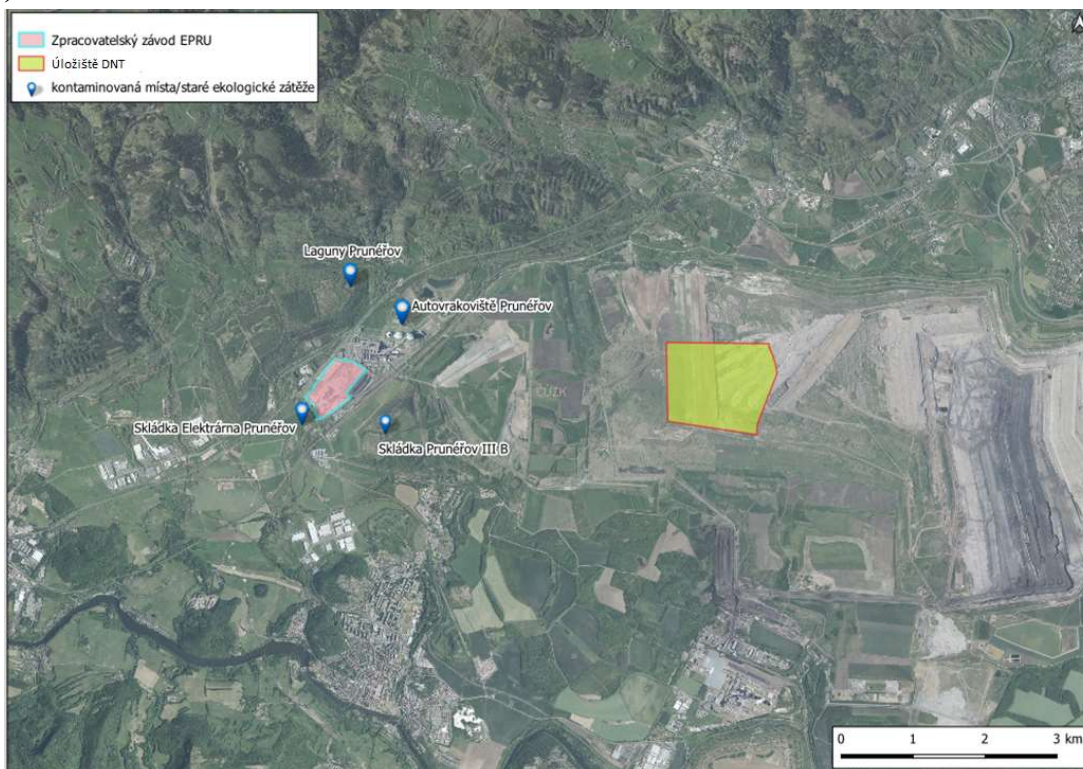 Zpracovatelský závod EPRU
Úložiště DNT
kontaminovaná místa/staré ekologické zátěže
Laguny Prunéřov
Autovrakoviště Prunéřov
ČÚZK
Skládka Elektrárna Prunéřov
Skládka Prunéřov III B
0 1 2 3 km